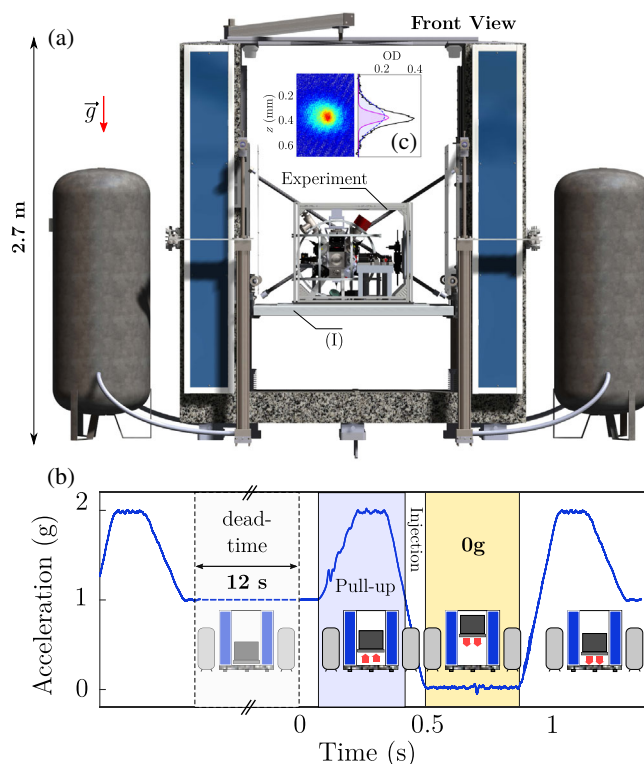 (a)
Front View
OD
0.2 0.4
g
z (mm)
0.2
0.4
0.6
(c)
Experiment
2.7 m
(I)
(b)
Acceleration (g)
2
1
0
dead-
time
12 s
Pull-up
Injection
0g
0 0.5 1
Time (s)